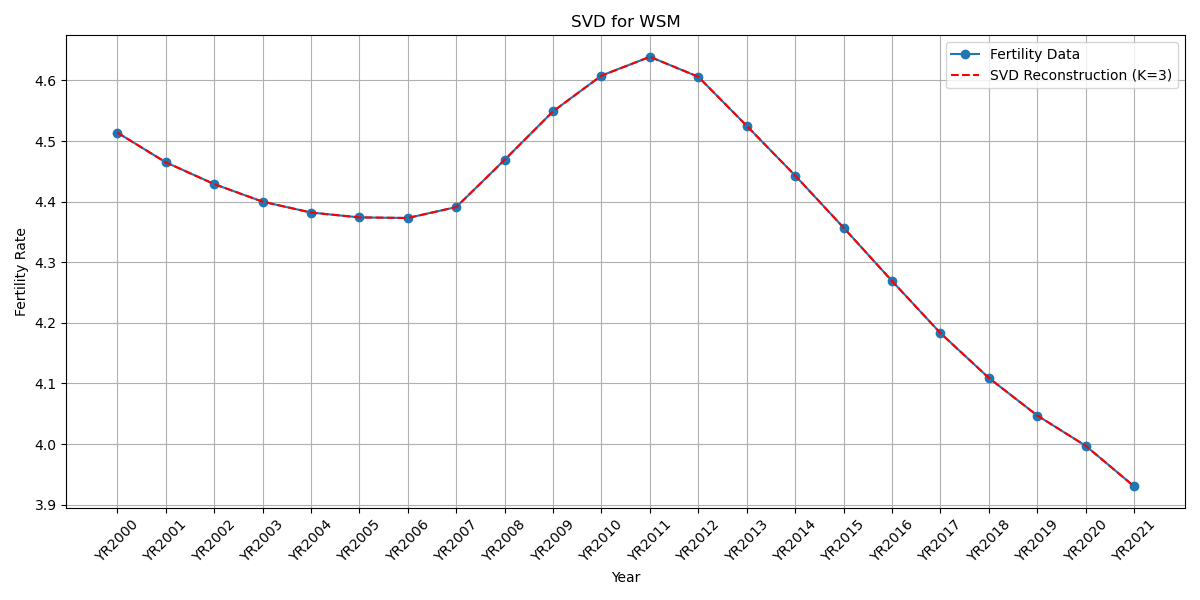 SVD for WSM
Fertility Data
SVD Reconstruction (K=3)
Fertility Rate
4.6
4.5
4.4
4.3
4.2
4.1
4.0
3.9
YR2000
YR2001
YR2002
YR2003
YR2004
YR2005
YR2006
YR2007
YR2008
YR2009
YR2010
YR2011
YR2012
YR2013
YR2014
YR2015
YR2016
YR2017
YR2018
YR2019
YR2020
YR2021
Year